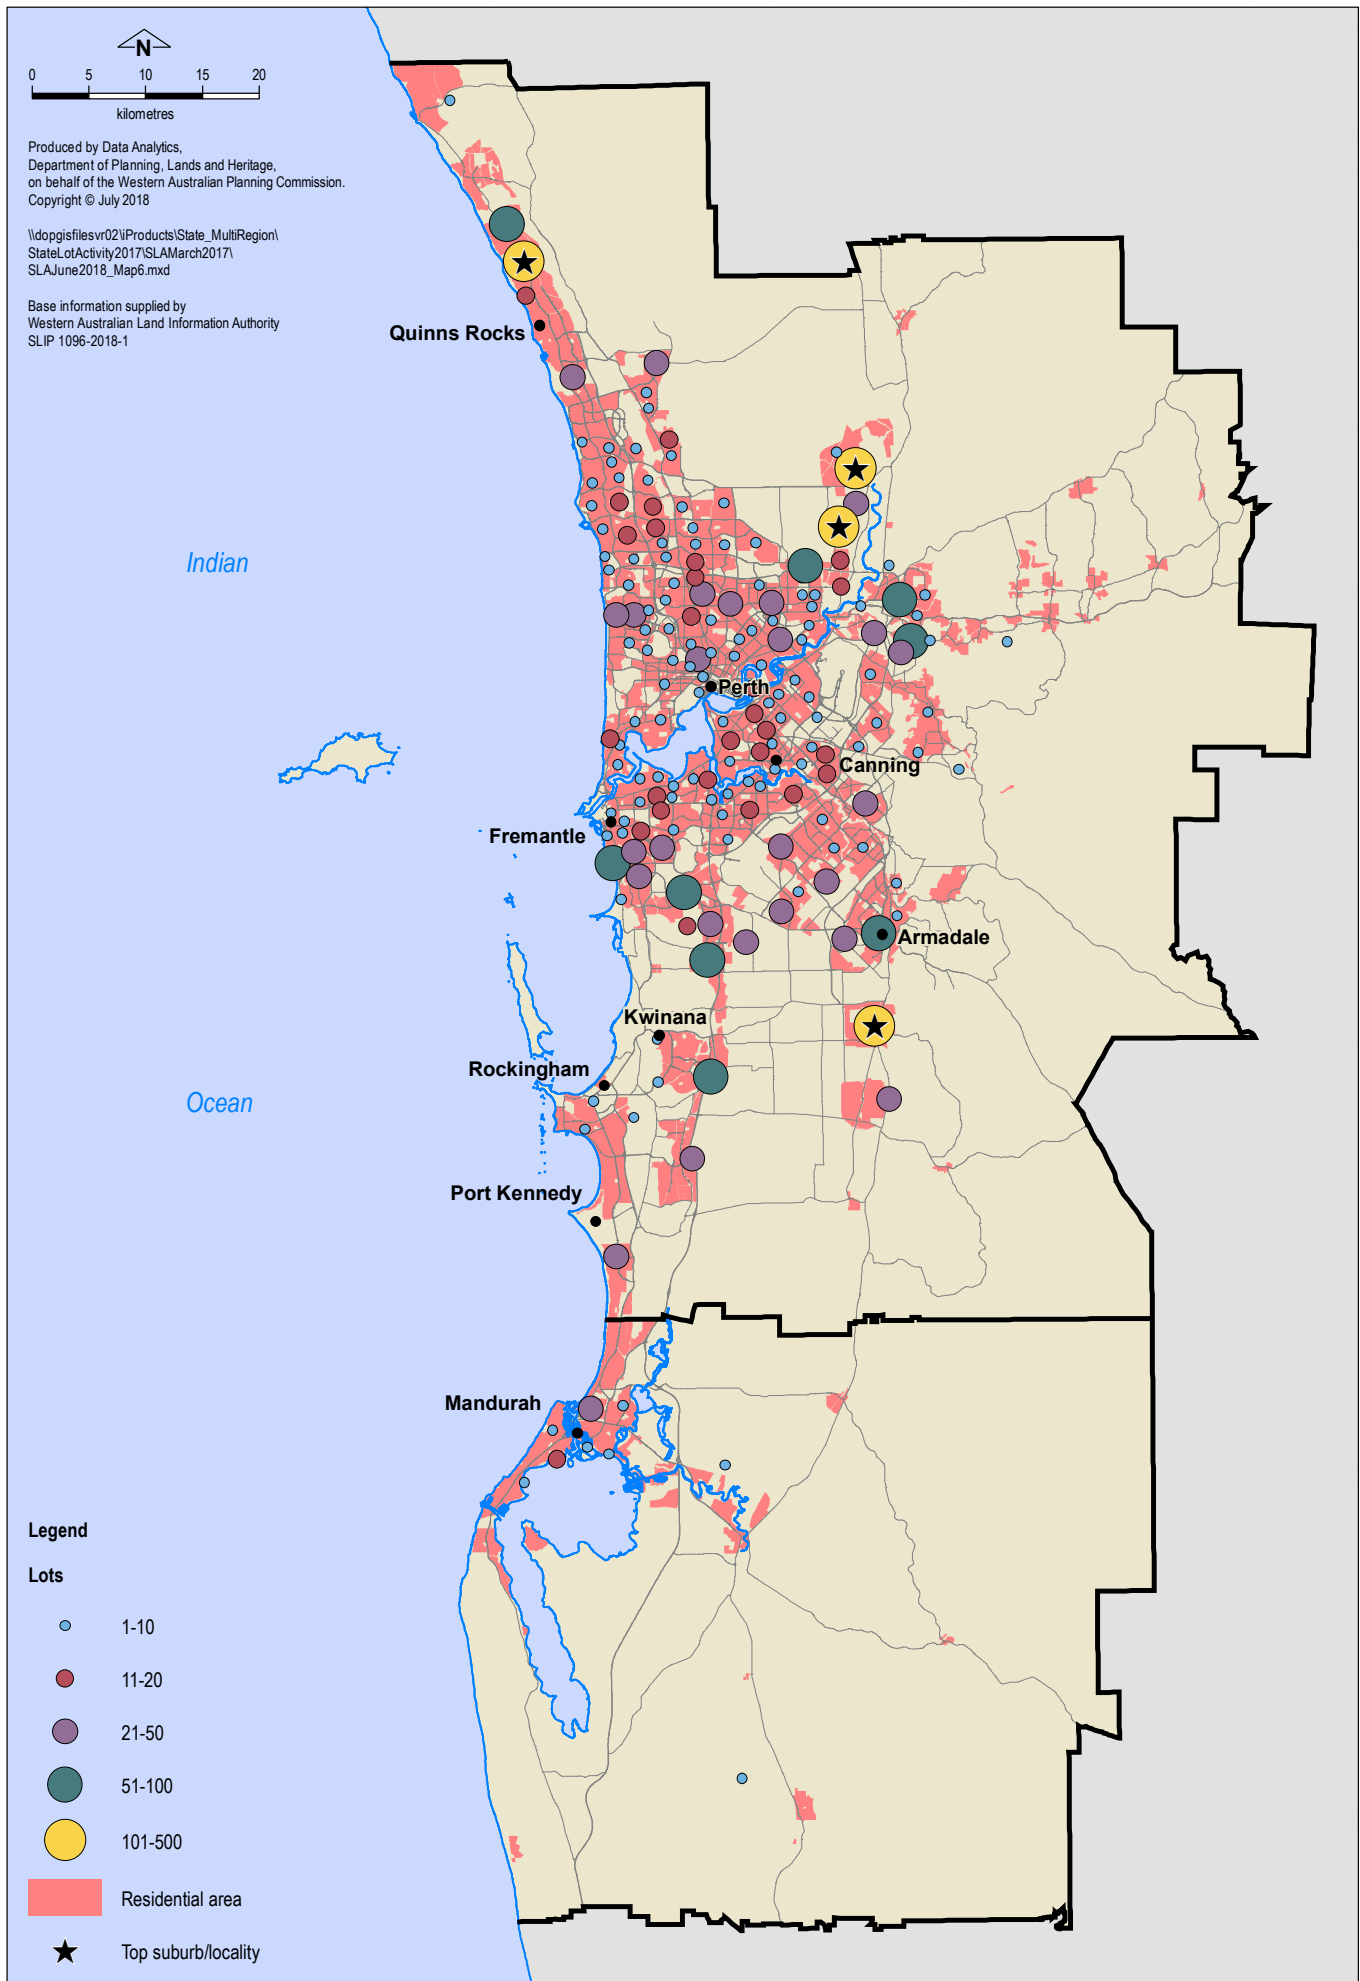 N
0 5 10 15 20
kilometres
Produced by Data Analytics,
Department of Planning, Lands and Heritage,
on behalf of the Western Australian Planning Commission.
Copyright © July 2018
\\dopgisfilesvr02\iProducts\State_MultiRegion\
StateLotActivity2017\SLAMarch2017\
SLAJune2018_Map6.mxd
Base information supplied by
Western Australian Land Information Authority
SLIP 1096-2018-1
Quinns Rocks
Indian
Perth
Canning
Fremantle
Armadale
Kwinana
Rockingham
Ocean
Port Kennedy
Mandurah
Legend
Lots
1-10
11-20
21-50
51-100
101-500
Residential area
Top suburb/locality